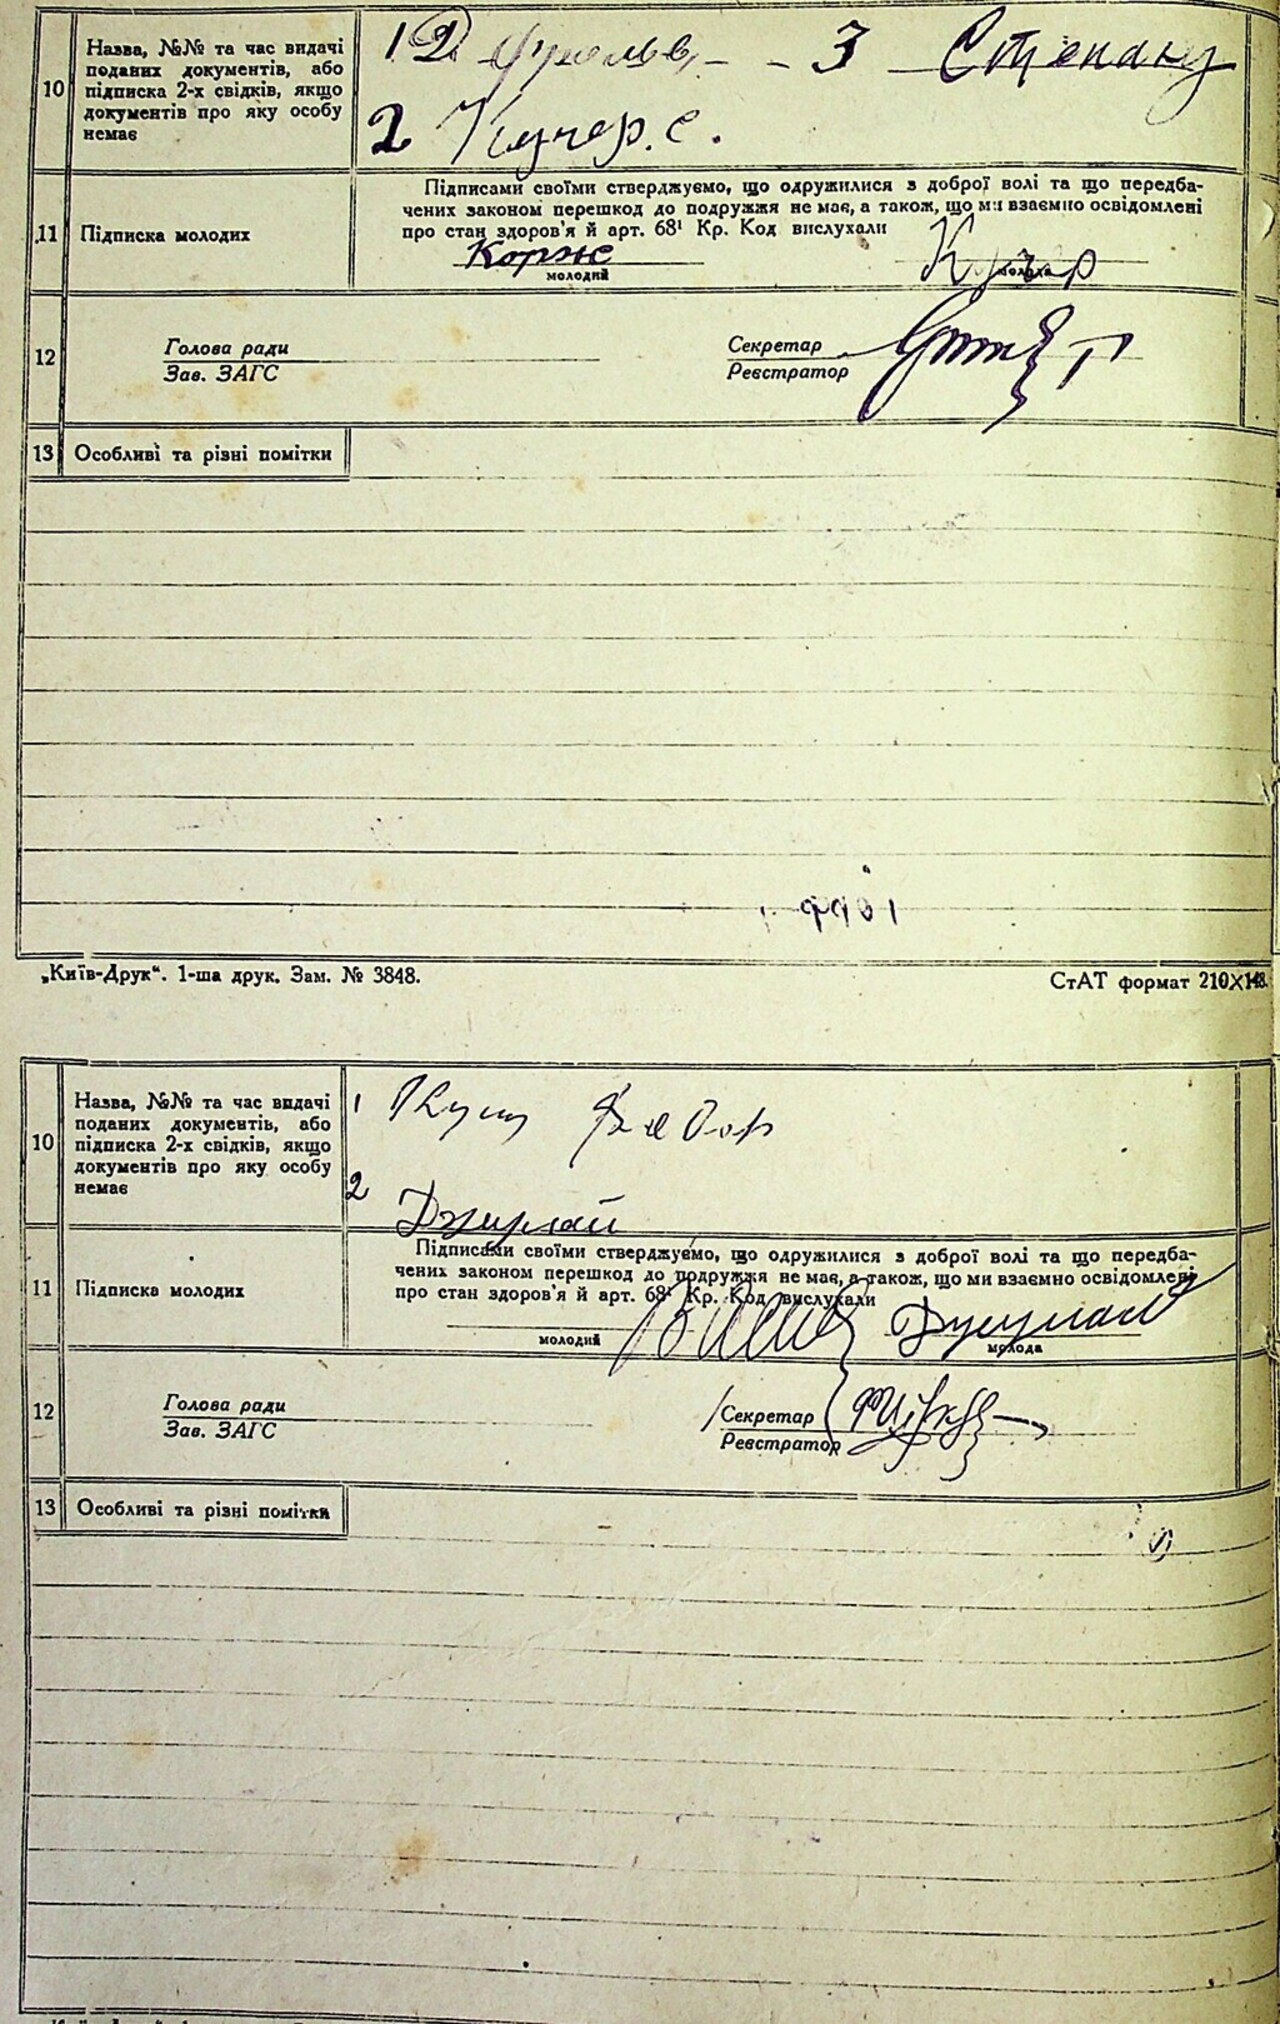 10
Назва, №№ та час видачі
поданих документів, або
підписка 2-х свідків, якщо
документів про яку особу
немає
1
3
2 Кучер. С.
11
Підписка молодих
Підписами своїми стверджуємо, що одружилися з доброї волі та що передба-
чених законом перешкод до подружжя не має, а також, що ми взаємно освідомлені
про стан здоров'я й арт. 68¹ Кр. Код вислухали
Корж
молодий
Кучер
молода
12
Голова ради
Зав. ЗАГС
Секретар
Реєстратор
13
Особливі та різні помітки
„Київ-Друк“. 1-ша друк. Зам. № 3848.
СтАТ формат 210X148.
10
Назва, №№ та час видачі
поданих документів, або
підписка 2-х свідків, якщо
документів про яку особу
немає
1
2
11
Підписка молодих
Підписами своїми стверджуємо, що одружилися з доброї волі та що передба-
чених законом перешкод до подружжя не має, а також, що ми взаємно освідомлені
про стан здоров'я й арт. 68¹ Кр. Код вислухали
молодий
молода
12
Голова ради
Зав. ЗАГС
Секретар
Реєстратор
13
Особливі та різні помітки